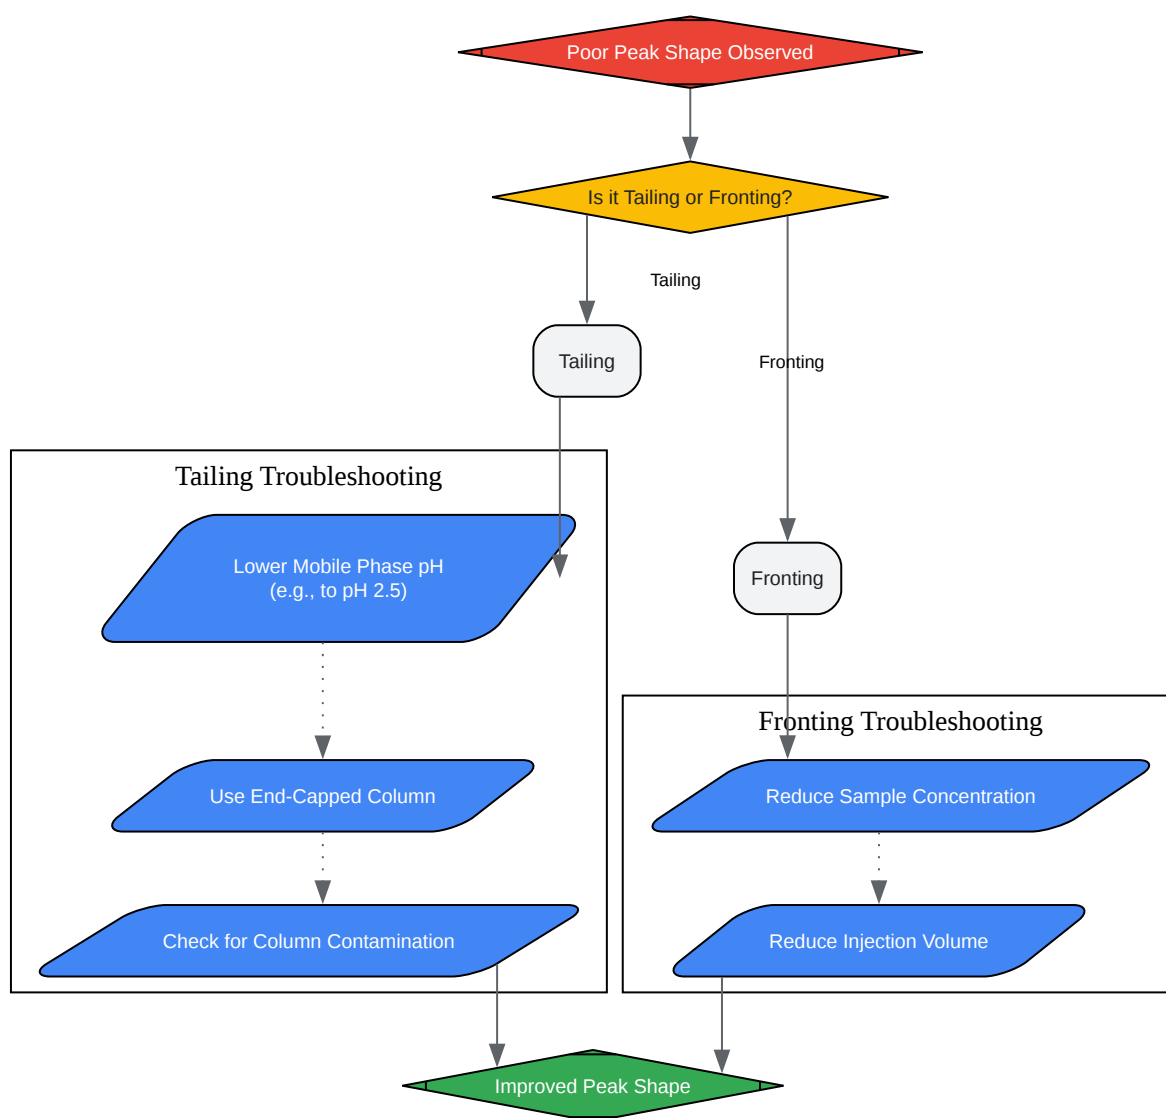 Poor Peak Shape Observed
Is it Tailing or Fronting?
Tailing
Tailing
Fronting
Tailing Troubleshooting
Lower Mobile Phase pH
(e.g., to pH 2.5)
Use End-Capped Column
Check for Column Contamination
Fronting
Fronting Troubleshooting
Reduce Sample Concentration
Reduce Injection Volume
Improved Peak Shape